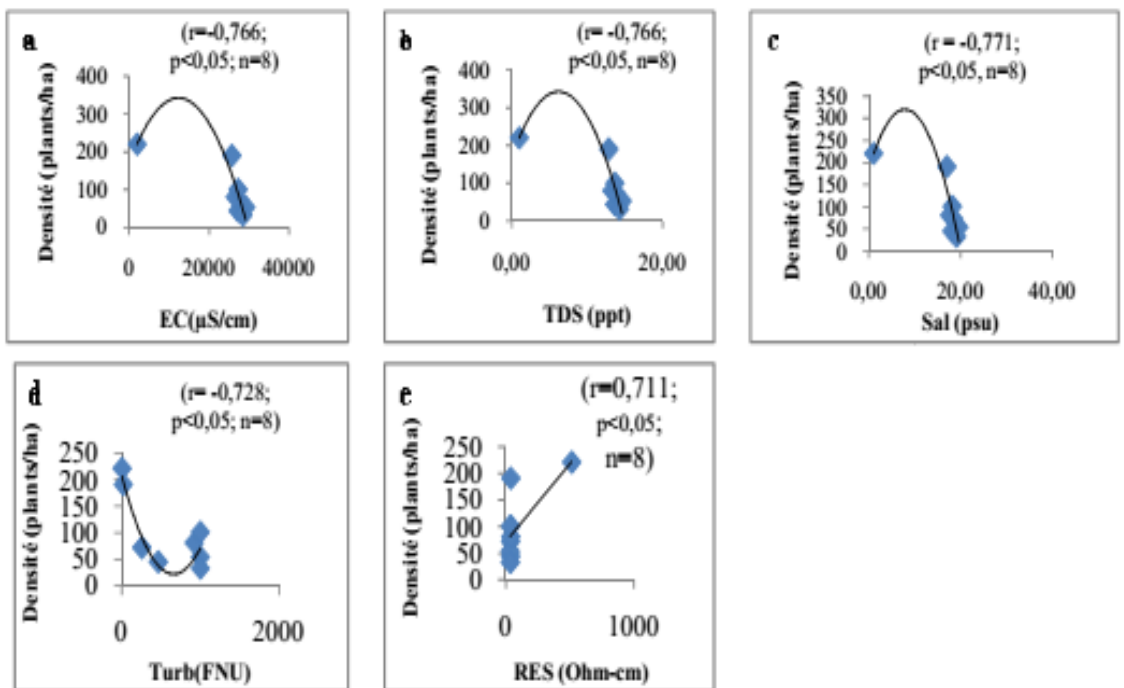 a
(r=-0,766;
p<0,05; n=8)
Densité (plants/ha)
400
300
200
100
0
0 20000 40000
EC(µS/cm)
b
(r= -0,766,
p<0,05, n=8)
Densité (plants/ha)
400
300
200
100
0
0,00 20,00
TDS (ppt)
c
(r = -0,771;
p<0,05, n=8)
Densité (plants/ha)
350
300
250
200
150
100
50
0
0,00 20,00 40,00
Sal (psu)
d
(r= -0,728;
p<0,05; n=8)
Densité (plants/ha)
250
200
150
100
50
0
0 2000
Turb(FNU)
e
(r=0,711;
p<0,05;
n=8)
Densité (plants/ha)
250
200
150
100
50
0
0 1000
RES (Ohm-cm)